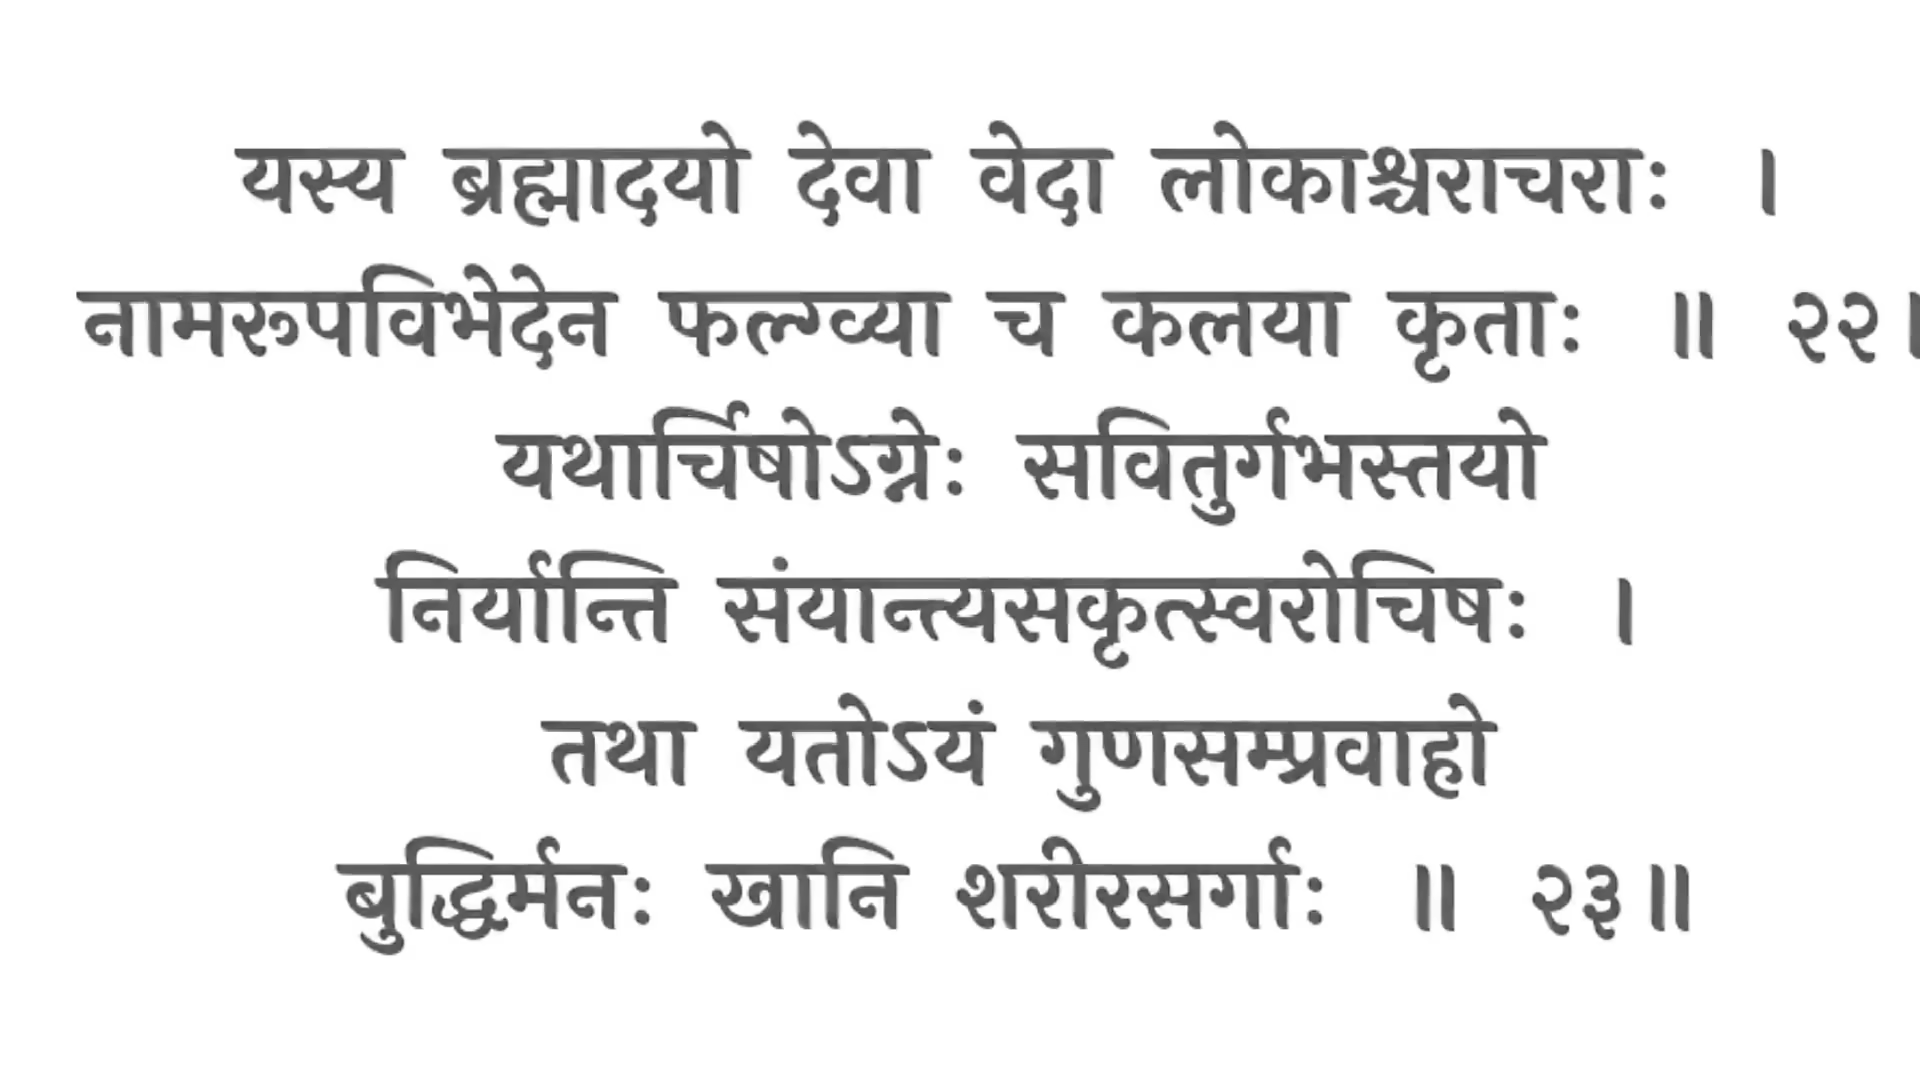 यस्य ब्रह्मादयो देवा वेदा लोकाश्चराचराः ।
नामरूपविभेदेन फल्ग्व्या च कलया कृताः ॥ २२।
यथार्चिषोऽग्नेः सवितुर्गभस्तयो
निर्यान्ति संयान्त्यसकृत्स्वरोचिषः ।
तथा यतोऽयं गुणसम्प्रवाहो
बुद्धिर्मनः खानि शरीरसर्गाः ॥ २३॥